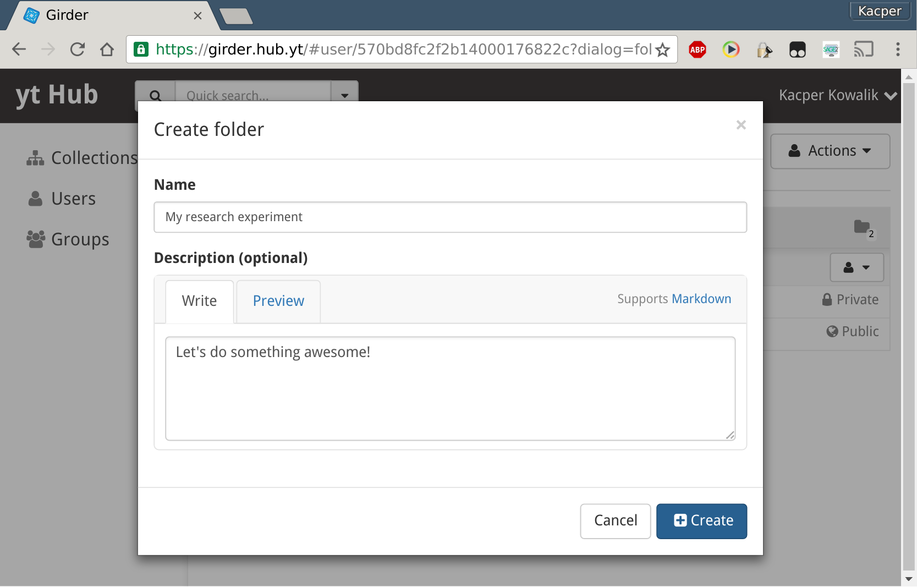 Girder
Kacper
https://girder.hub.yt/#user/570bd8fc2f2b14000176822c?dialog=fol
ABP
yt Hub
Quick search...
Kacper Kowalik
Create folder
×
Actions
Collections
Users
Groups
Name
My research experiment
2
Description (optional)
Write
Preview
Supports Markdown
Private
Public
Let's do something awesome!
Cancel
Create